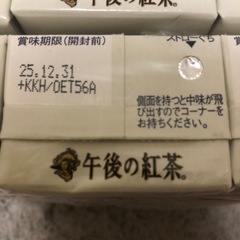 午後の紅茶®
賞味期限(開封前)
ストローぐち
25.12.31
+KKH/OET56A
側面を持つと中味が飛
び出すのでコーナーを
お持ちください。
午後の紅茶®